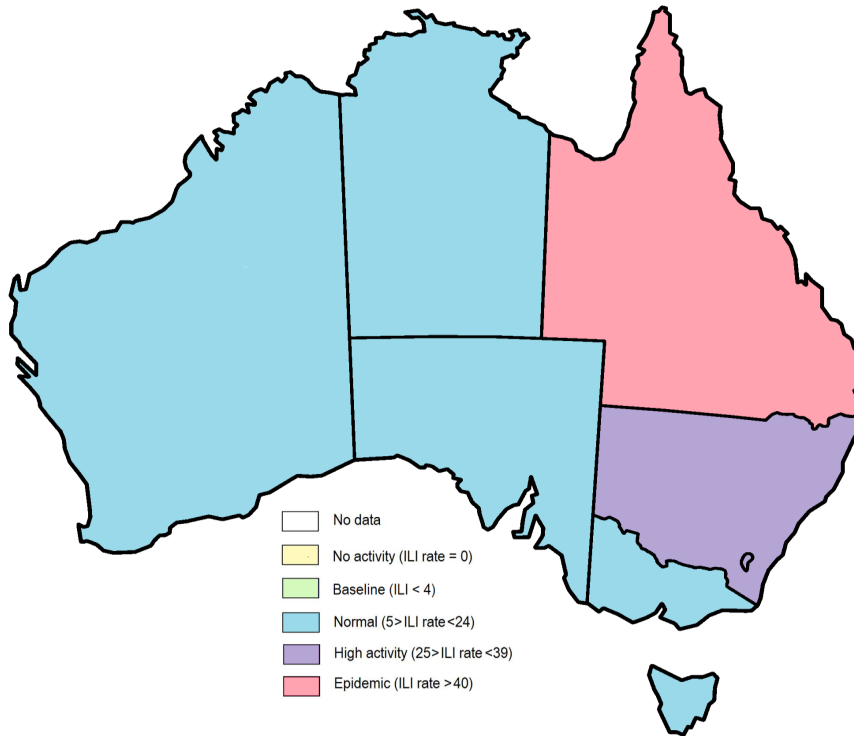 No data
No activity (ILI rate = 0)
Baseline (ILI < 4)
Normal (5> ILI rate <24)
High activity (25> ILI rate <39)
Epidemic (ILI rate >40)